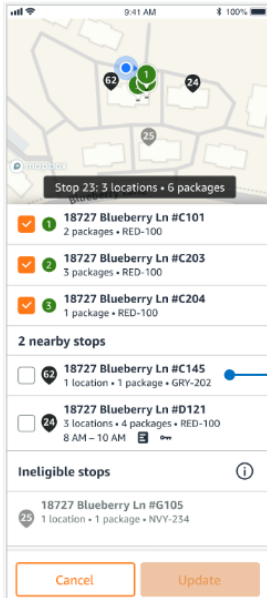 9:41 AM
100%
62
1
24
25
mapbox
Stop 23: 3 locations • 6 packages
1 18727 Blueberry Ln #C101
2 packages • RED-100
2 18727 Blueberry Ln #C203
3 packages • RED-100
3 18727 Blueberry Ln #C204
1 package • RED-100
2 nearby stops
62 18727 Blueberry Ln #C145
1 location • 1 package • GRY-202
24 18727 Blueberry Ln #D121
3 locations • 4 packages • RED-100
8 AM – 10 AM
Ineligible stops
25 18727 Blueberry Ln #G105
1 location • 1 package • NVY-234
Cancel
Update